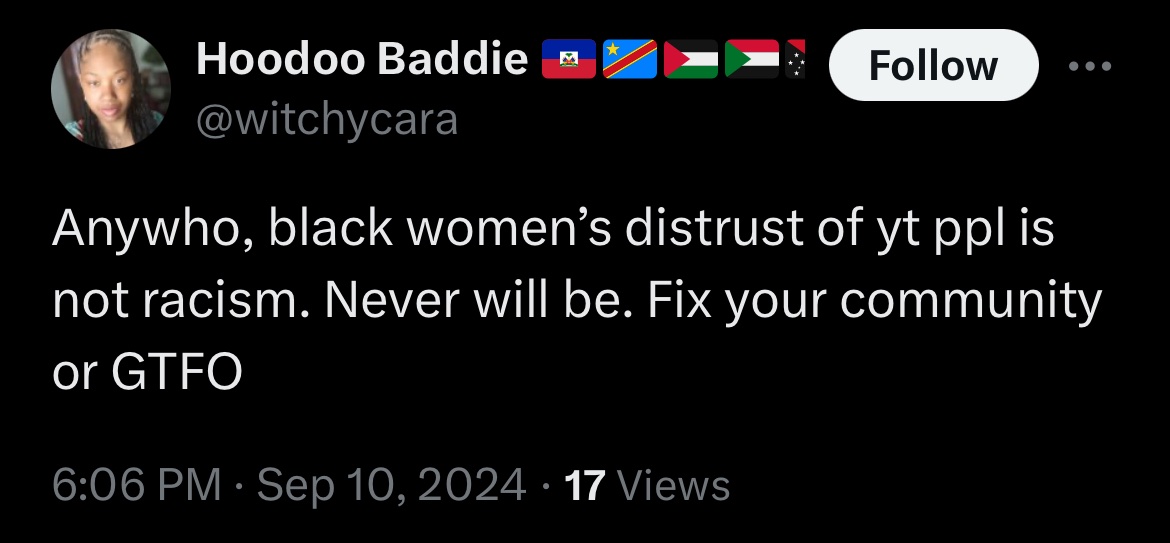 Hoodoo Baddie 🇭🇹🇨🇩🇵🇸🇸🇩🇵🇬 Follow
@witchycara
Anywho, black women’s distrust of yt ppl is
not racism. Never will be. Fix your community
or GTFO
6:06 PM · Sep 10, 2024 · 17 Views